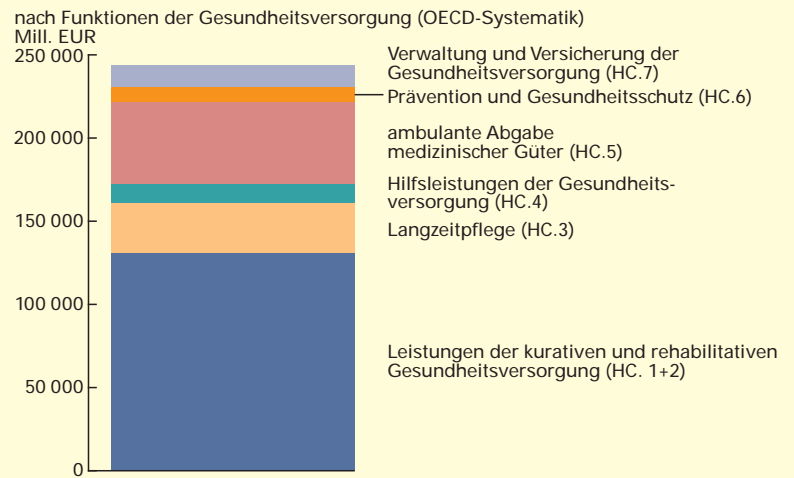 nach Funktionen der Gesundheitsversorgung (OECD-Systematik)
Mill. EUR
250 000
Verwaltung und Versicherung der
Gesundheitsversorgung (HC.7)
Prävention und Gesundheitsschutz (HC.6)
200 000
ambulante Abgabe
medizinischer Güter (HC.5)
Hilfsleistungen der Gesundheits-
versorgung (HC.4)
150 000
Langzeitpflege (HC.3)
100 000
Leistungen der kurativen und rehabilitativen
Gesundheitsversorgung (HC. 1+2)
50 000
0